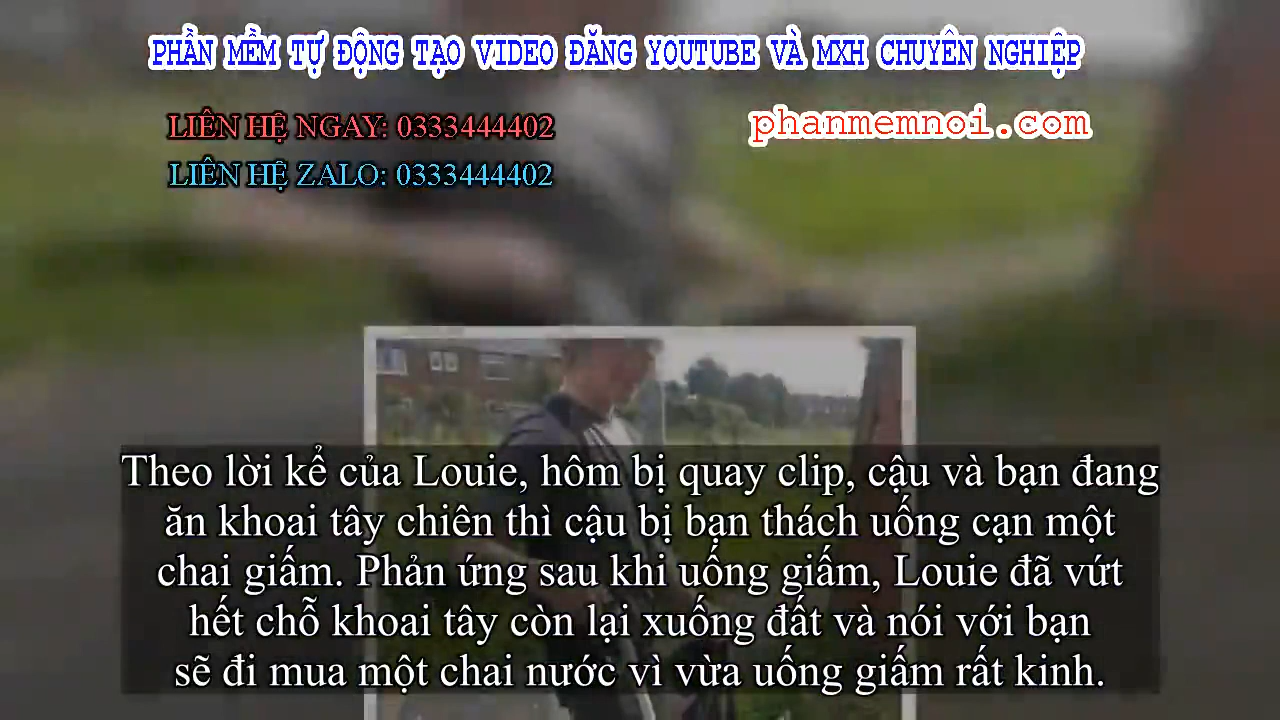 PHẦN MỀM TỰ ĐỘNG TẠO VIDEO ĐĂNG YOUTUBE VÀ MXH CHUYÊN NGHIỆP
LIÊN HỆ NGAY: 0333444402
phanmemnoi.com
LIÊN HỆ ZALO: 0333444402
Theo lời kể của Louie, hôm bị quay clip, cậu và bạn đang
ăn khoai tây chiên thì cậu bị bạn thách uống cạn một
chai giấm. Phản ứng sau khi uống giấm, Louie đã vứt
hết chỗ khoai tây còn lại xuống đất và nói với bạn
sẽ đi mua một chai nước vì vừa uống giấm rất kinh.